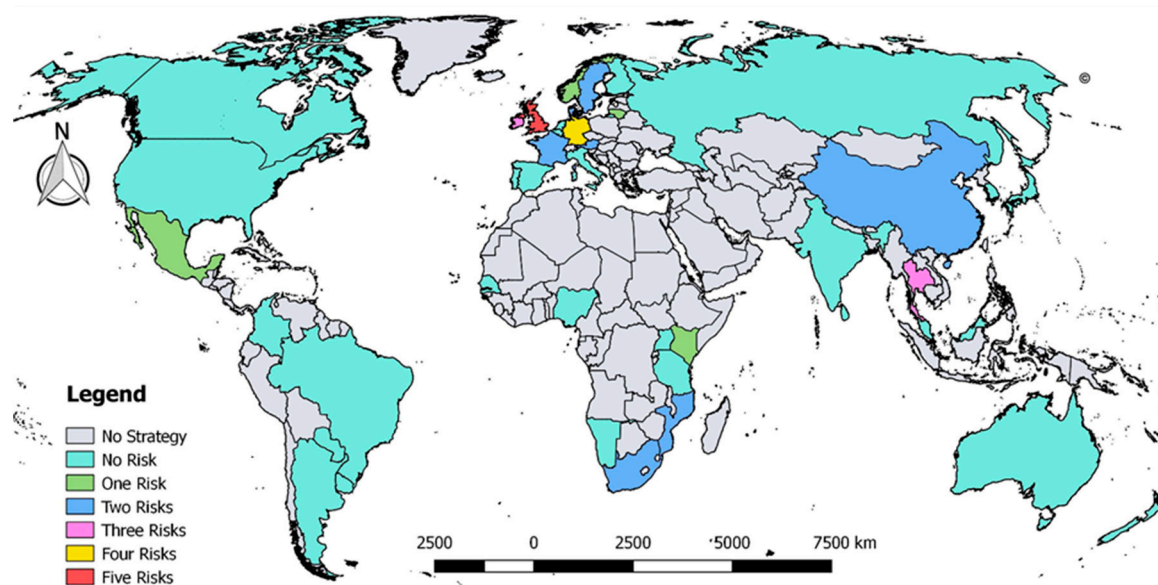 ©
N
Legend
No Strategy
No Risk
One Risk
Two Risks
Three Risks
Four Risks
Five Risks
2500 0 2500 5000 7500 km